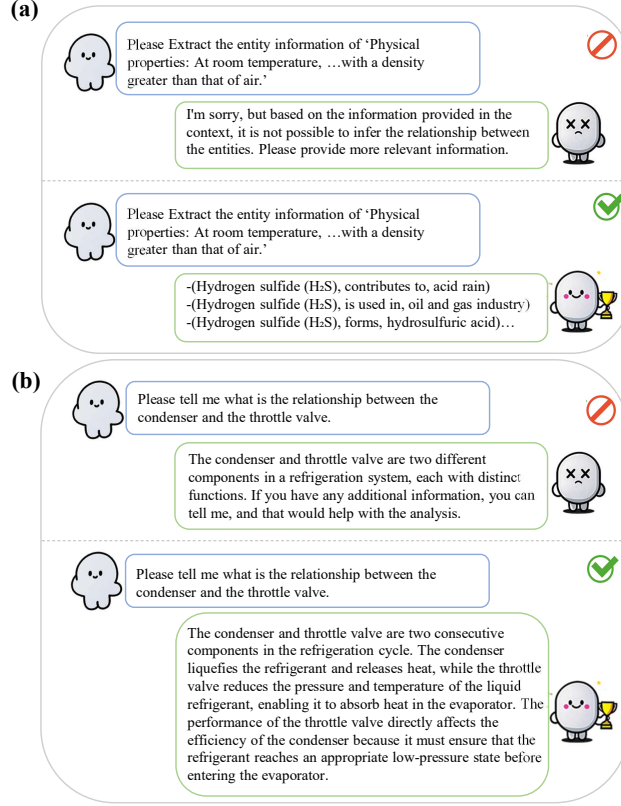 (a)
Please Extract the entity information of ‘Physical
properties: At room temperature, …with a density
greater than that of air.’
I'm sorry, but based on the information provided in the
context, it is not possible to infer the relationship between
the entities. Please provide more relevant information.
Please Extract the entity information of ‘Physical
properties: At room temperature, …with a density
greater than that of air.’
-(Hydrogen sulfide (H₂S), contributes to, acid rain)
-(Hydrogen sulfide (H₂S), is used in, oil and gas industry)
-(Hydrogen sulfide (H₂S), forms, hydrosulfuric acid)…
(b)
Please tell me what is the relationship between the
condenser and the throttle valve.
The condenser and throttle valve are two different
components in a refrigeration system, each with distinct
functions. If you have any additional information, you can
tell me, and that would help with the analysis.
Please tell me what is the relationship between the
condenser and the throttle valve.
The condenser and throttle valve are two consecutive
components in the refrigeration cycle. The condenser
liquefies the refrigerant and releases heat, while the throttle
valve reduces the pressure and temperature of the liquid
refrigerant, enabling it to absorb heat in the evaporator. The
performance of the throttle valve directly affects the
efficiency of the condenser because it must ensure that the
refrigerant reaches an appropriate low-pressure state before
entering the evaporator.